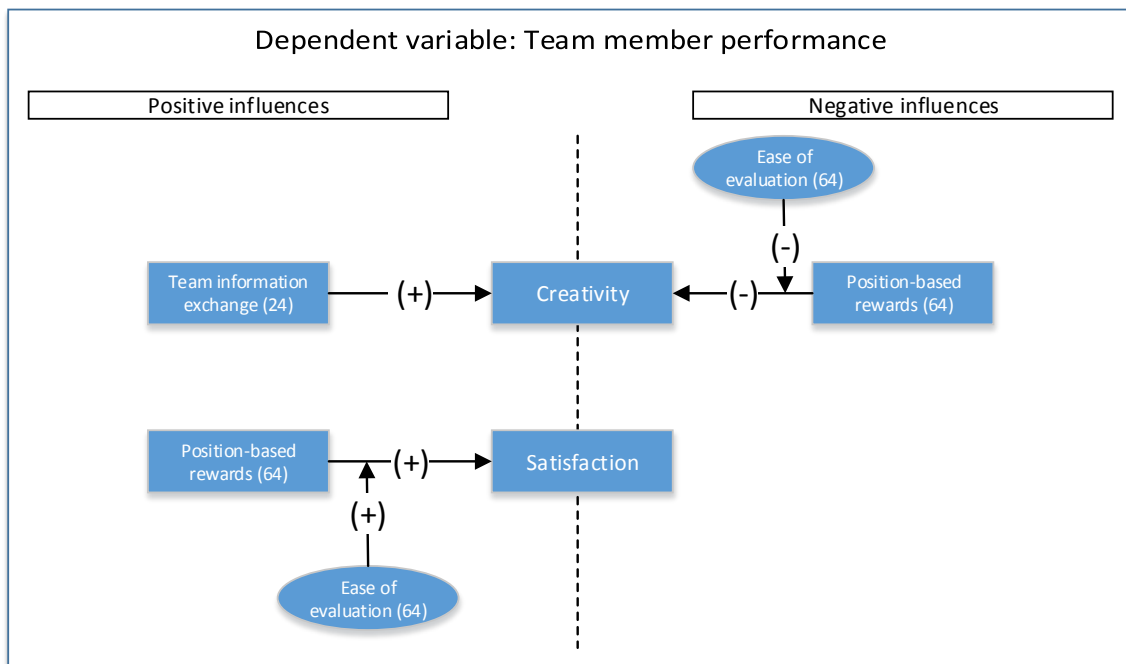 Dependent variable: Team member performance
Positive influences
Negative influences
Ease of
evaluation (64)
(-)
Team information
exchange (24)
(+)
Creativity
(-)
Position-based
rewards (64)
Position-based
rewards (64)
(+)
Satisfaction
(+)
Ease of
evaluation (64)